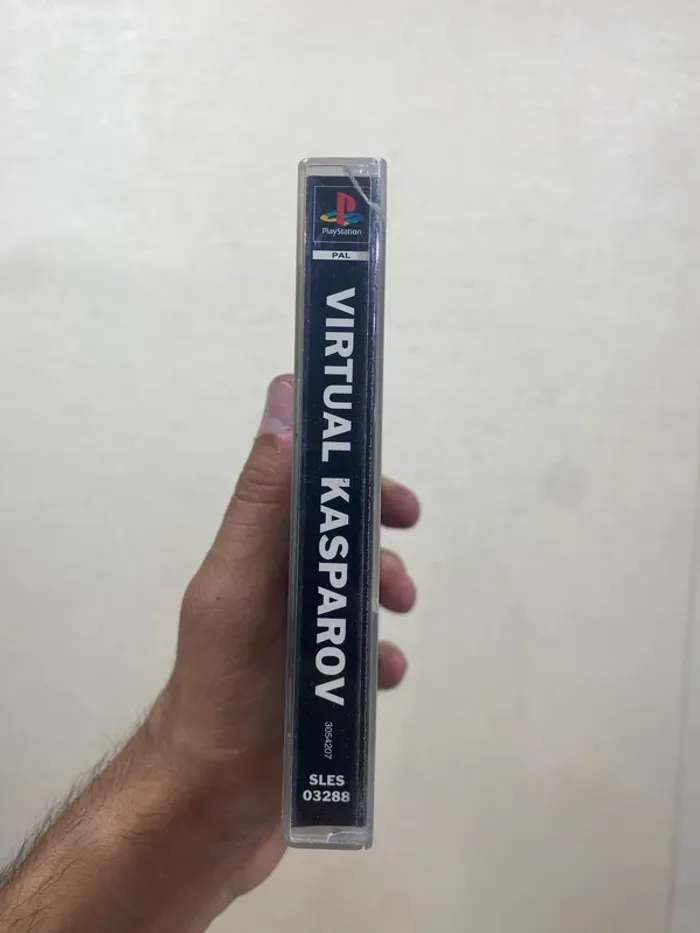 PlayStation
PAL
VIRTUAL KASPAROV
3054207
SLES
03288